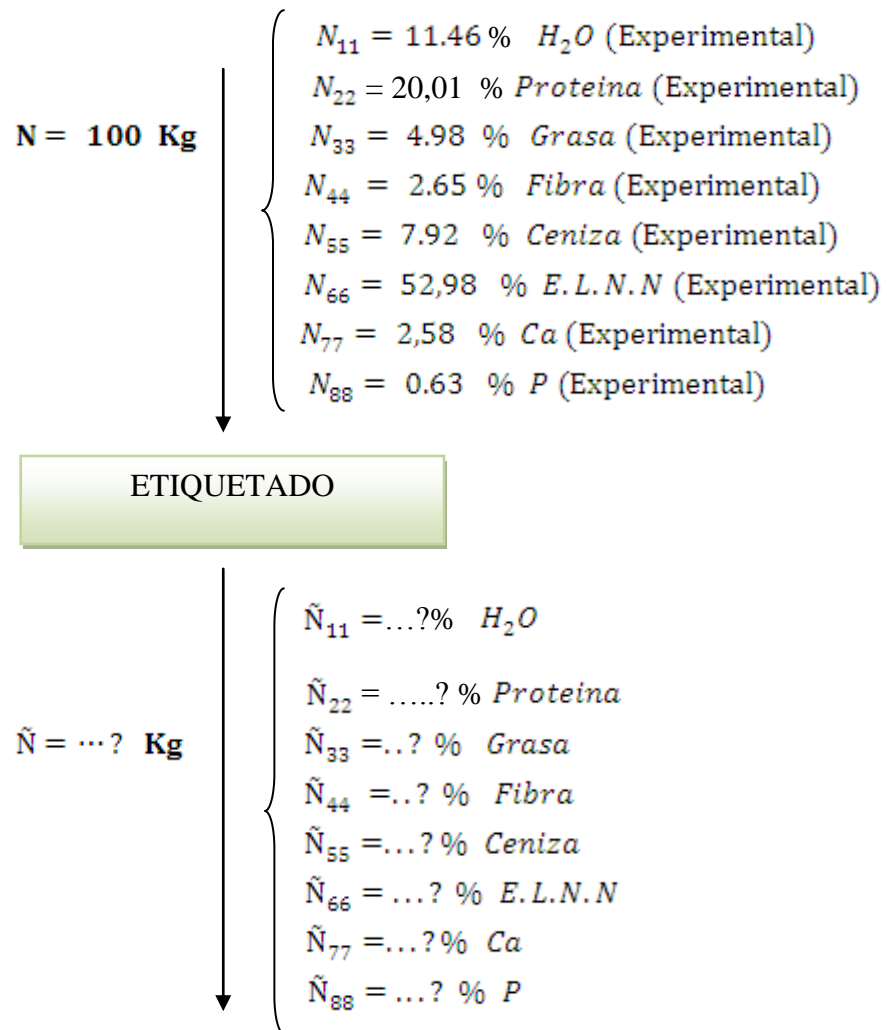 N₁₁ = 11.46 % H₂O (Experimental)
N₂₂ = 20,01 % Proteina (Experimental)
N = 100 Kg
N₃₃ = 4.98 % Grasa (Experimental)
N₄₄ = 2.65 % Fibra (Experimental)
N₅₅ = 7.92 % Ceniza (Experimental)
N₆₆ = 52,98 % E.L.N.N (Experimental)
N₇₇ = 2,58 % Ca (Experimental)
N₈₈ = 0.63 % P (Experimental)
ETIQUETADO
Ñ₁₁ =…?% H₂O
Ñ₂₂ = …..? % Proteina
Ñ = ⋯? Kg
Ñ₃₃ =..? % Grasa
Ñ₄₄ =..? % Fibra
Ñ₅₅ =…? % Ceniza
Ñ₆₆ = …? % E.L.N.N
Ñ₇₇ =…? % Ca
Ñ₈₈ = …? % P